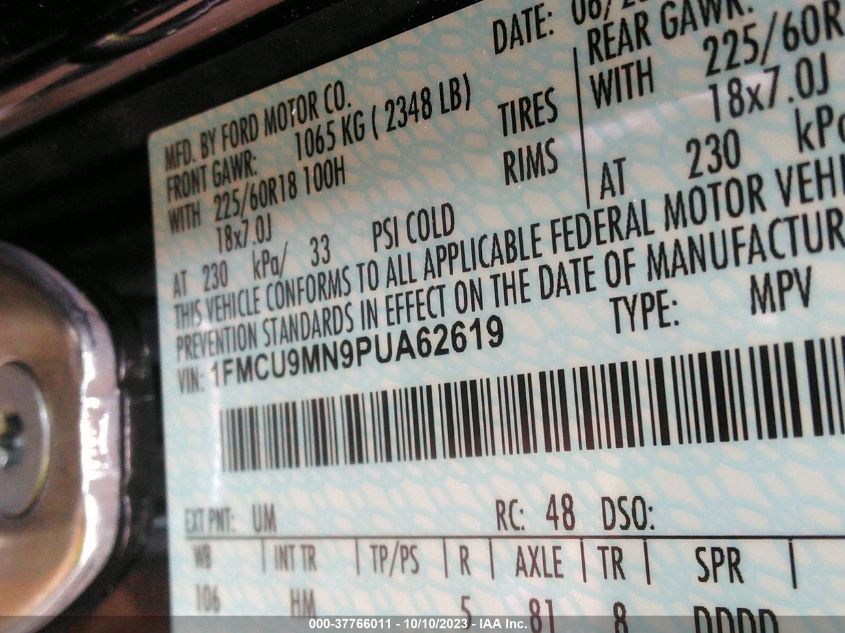 DATE: 06/
MFD. BY FORD MOTOR CO.
FRONT GAWR: 1065 KG ( 2348 LB)
REAR GAWR:
WITH 225/60R18 100H TIRES
WITH 225/60R
18x7.0J RIMS
18x7.0J
AT 230 kPa/ 33 PSI COLD
AT 230 kPa
THIS VEHICLE CONFORMS TO ALL APPLICABLE FEDERAL MOTOR VEHI
PREVENTION STANDARDS IN EFFECT ON THE DATE OF MANUFACTUR
VIN: 1FMCU9MN9PUA62619 TYPE: MPV
EXT PNT: UM RC: 48 DSO:
WB | INT TR | TP/PS | R | AXLE | TR | SPR |
106 HM 5 81 8 DDDD
000-37766011 - 10/10/2023 - IAA Inc.